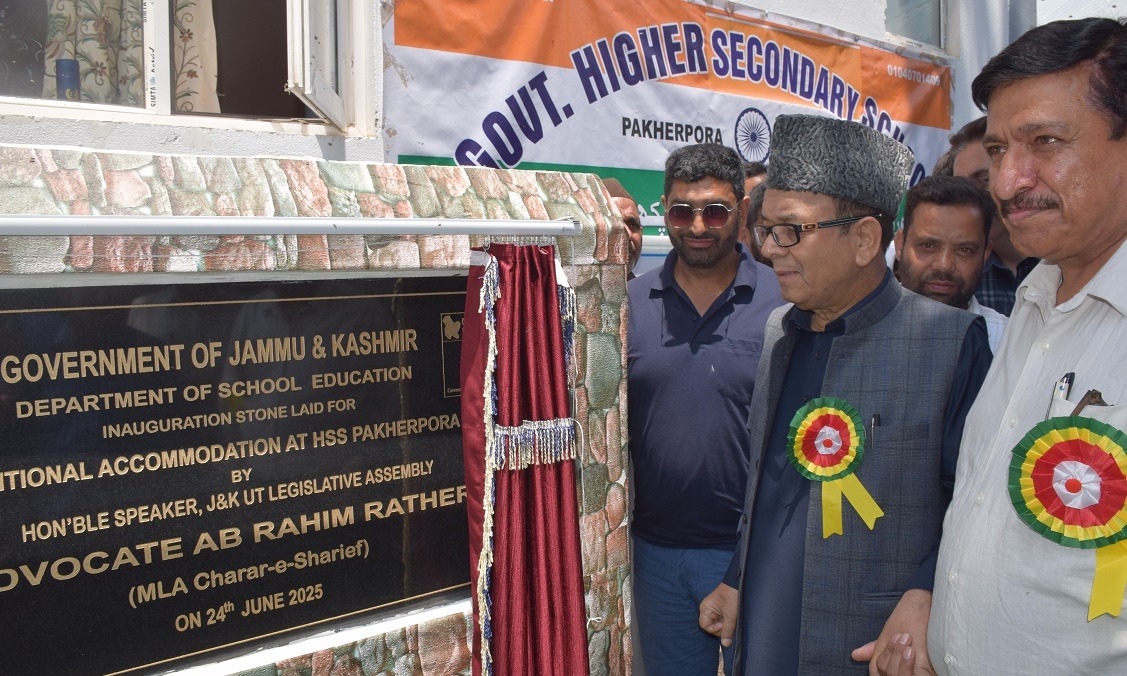 GOVT. HIGHER SECONDARY
01040701400
PAKHERPORA
GOVERNMENT OF JAMMU & KASHMIR
DEPARTMENT OF SCHOOL EDUCATION
INAUGURATION STONE LAID FOR
ITIONAL ACCOMMODATION AT HSS PAKHERPORA
BY
HON'BLE SPEAKER, J&K UT LEGISLATIVE ASSEMBLY
DVOCATE AB RAHIM RATHER
(MLA Charar-e-Sharief)
ON 24th JUNE 2025